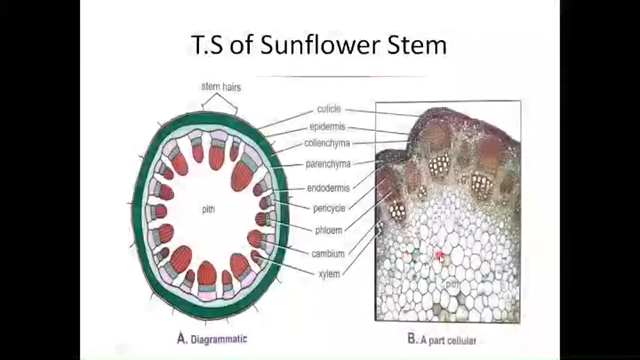 T.S of Sunflower Stem
stem hairs
cuticle
epidermis
collenchyma
parenchyma
endodermis
pericycle
phloem
cambium
xylem
pith
pith
A. Diagrammatic
B. A part cellular